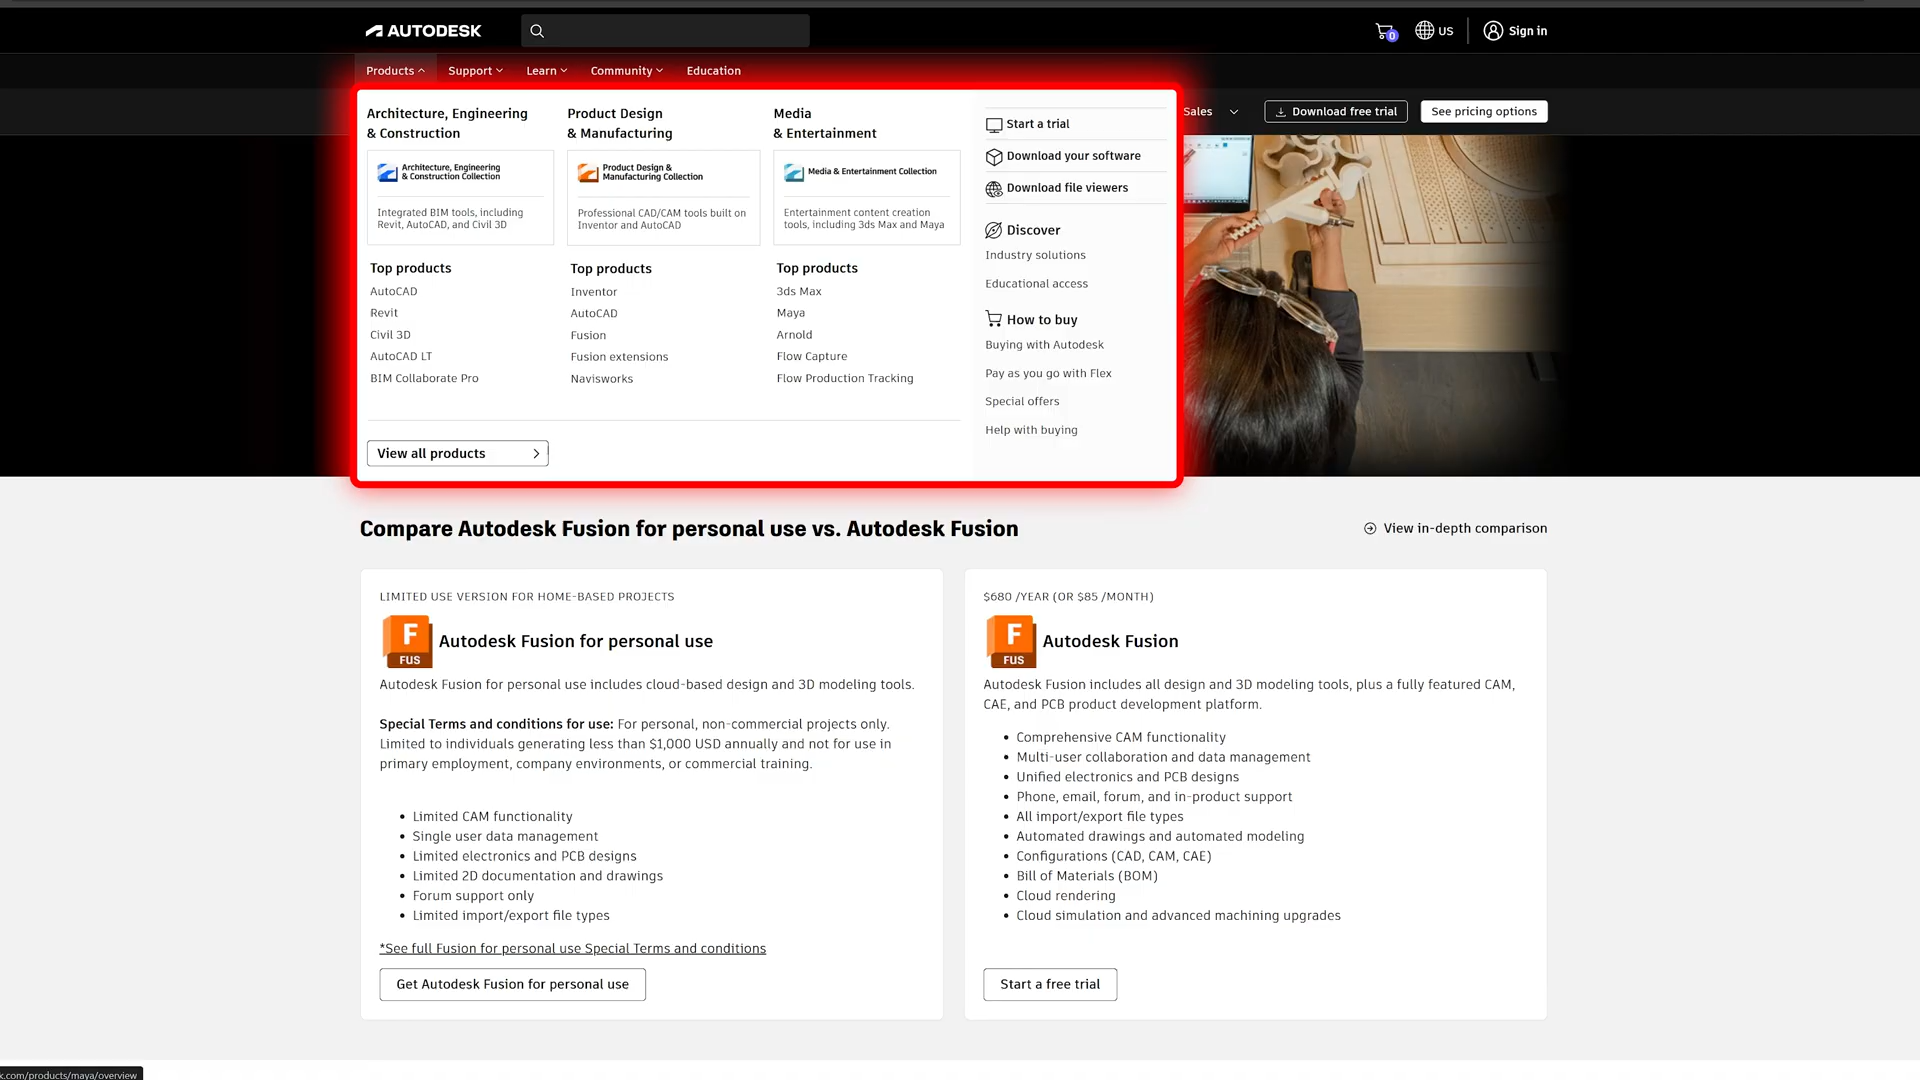 AUTODESK
0
US
Sign in
Products
Support
Learn
Community
Education
Sales
Download free trial
See pricing options
Architecture, Engineering
& Construction
Architecture, Engineering
& Construction Collection
Integrated BIM tools, including
Revit, AutoCAD, and Civil 3D
Top products
AutoCAD
Revit
Civil 3D
AutoCAD LT
BIM Collaborate Pro
Product Design
& Manufacturing
Product Design &
Manufacturing Collection
Professional CAD/CAM tools built on
Inventor and AutoCAD
Top products
Inventor
AutoCAD
Fusion
Fusion extensions
Navisworks
Media
& Entertainment
Media & Entertainment Collection
Entertainment content creation
tools, including 3ds Max and Maya
Top products
3ds Max
Maya
Arnold
Flow Capture
Flow Production Tracking
View all products
Start a trial
Download your software
Download file viewers
Discover
Industry solutions
Educational access
How to buy
Buying with Autodesk
Pay as you go with Flex
Special offers
Help with buying
Compare Autodesk Fusion for personal use vs. Autodesk Fusion
View in-depth comparison
LIMITED USE VERSION FOR HOME-BASED PROJECTS
F
FUS
Autodesk Fusion for personal use
Autodesk Fusion for personal use includes cloud-based design and 3D modeling tools.
Special Terms and conditions for use: For personal, non-commercial projects only.
Limited to individuals generating less than $1,000 USD annually and not for use in
primary employment, company environments, or commercial training.
• Limited CAM functionality
• Single user data management
• Limited electronics and PCB designs
• Limited 2D documentation and drawings
• Forum support only
• Limited import/export file types
*See full Fusion for personal use Special Terms and conditions
Get Autodesk Fusion for personal use
$680 /YEAR (OR $85 /MONTH)
F
FUS
Autodesk Fusion
Autodesk Fusion includes all design and 3D modeling tools, plus a fully featured CAM,
CAE, and PCB product development platform.
• Comprehensive CAM functionality
• Multi-user collaboration and data management
• Unified electronics and PCB designs
• Phone, email, forum, and in-product support
• All import/export file types
• Automated drawings and automated modeling
• Configurations (CAD, CAM, CAE)
• Bill of Materials (BOM)
• Cloud rendering
• Cloud simulation and advanced machining upgrades
Start a free trial
k.com/products/maya/overview